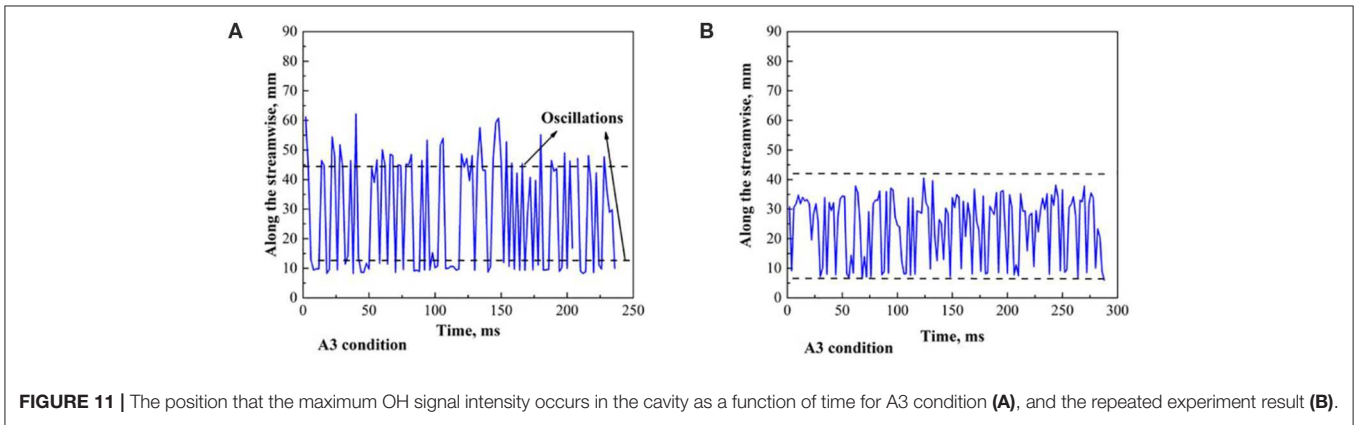 A
B
90
80
70
60
50
40
30
20
10
0
Along the streamwise, mm
Oscillations
0 50 100 150 200 250
Time, ms
A3 condition
90
80
70
60
50
40
30
20
10
0
Along the streamwise, mm
0 50 100 150 200 250 300
Time, ms
A3 condition
FIGURE 11 | The position that the maximum OH signal intensity occurs in the cavity as a function of time for A3 condition (A), and the repeated experiment result (B).